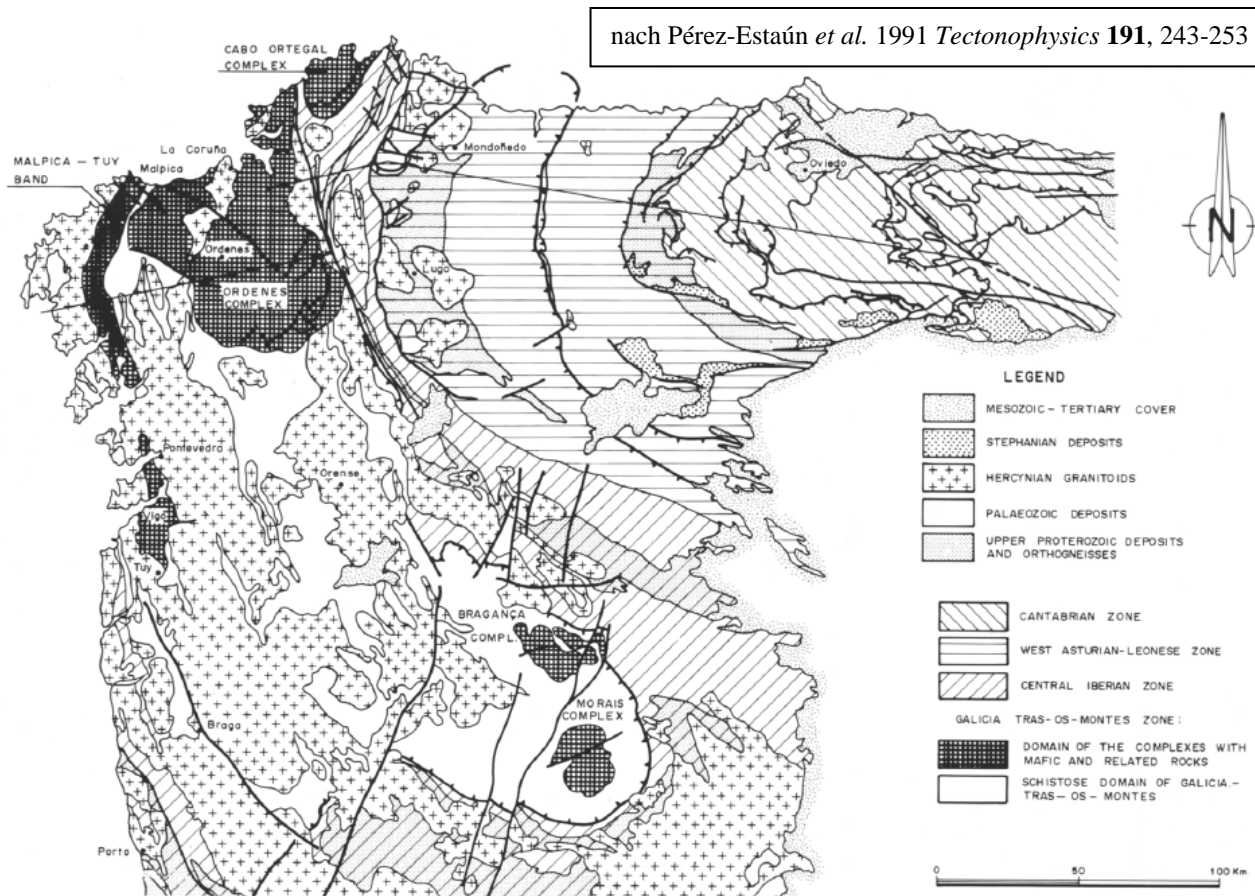 nach Pérez-Estaún et al. 1991 Tectonophysics 191, 243-253
CABO ORTEGAL
COMPLEX
La Coruña
MALPICA – TUY
BAND
Malpica
Mondoñedo
Oviedo
N
Ordenes
ORDENES
COMPLEX
Lugo
Pontevedra
Orense
Vigo
Tuy
BRAGANÇA
COMPL.
MORAIS
COMPLEX
Braga
Porto
LEGEND
MESOZOIC – TERTIARY COVER
STEPHANIAN DEPOSITS
HERCYNIAN GRANITOIDS
PALAEOZOIC DEPOSITS
UPPER PROTEROZOIC DEPOSITS
AND ORTHOGNEISSES
CANTABRIAN ZONE
WEST ASTURIAN-LEONESE ZONE
CENTRAL IBERIAN ZONE
GALICIA TRAS-OS-MONTES ZONE:
DOMAIN OF THE COMPLEXES WITH
MAFIC AND RELATED ROCKS
SCHISTOSE DOMAIN OF GALICIA.–
TRAS – OS – MONTES
0 50 100 Km.